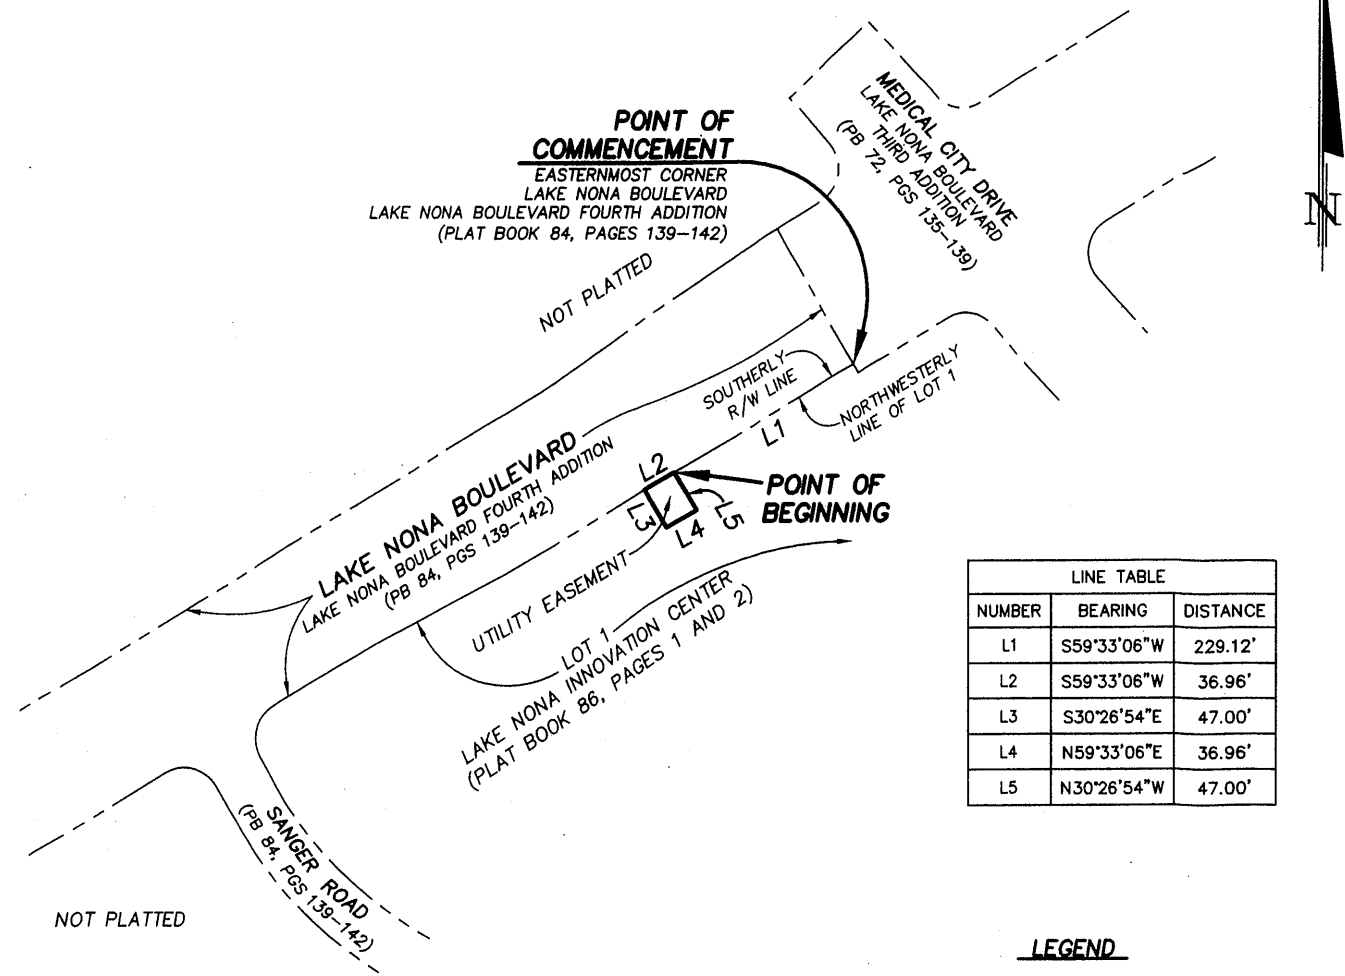 MEDICAL CITY DRIVE
LAKE NONA BOULEVARD
THIRD ADDITION
(PB 72, PGS 135-139)
POINT OF
COMMENCEMENT
EASTERNMOST CORNER
LAKE NONA BOULEVARD
LAKE NONA BOULEVARD FOURTH ADDITION
(PLAT BOOK 84, PAGES 139-142)
N
NOT PLATTED
SOUTHERLY
R/W LINE
NORTHWESTERLY
LINE OF LOT 1
L1
LAKE NONA BOULEVARD
LAKE NONA BOULEVARD FOURTH ADDITION
(PB 84, PGS 139-142)
L2
L3
L4
L5
POINT OF
BEGINNING
UTILITY EASEMENT
LOT 1
LAKE NONA INNOVATION CENTER
(PLAT BOOK 86, PAGES 1 AND 2)
LINE TABLE
NUMBER BEARING DISTANCE
L1 S59°33'06"W 229.12'
L2 S59°33'06"W 36.96'
L3 S30°26'54"E 47.00'
L4 N59°33'06"E 36.96'
L5 N30°26'54"W 47.00'
SANGER ROAD
(PB 84, PGS 139-142)
NOT PLATTED
LEGEND